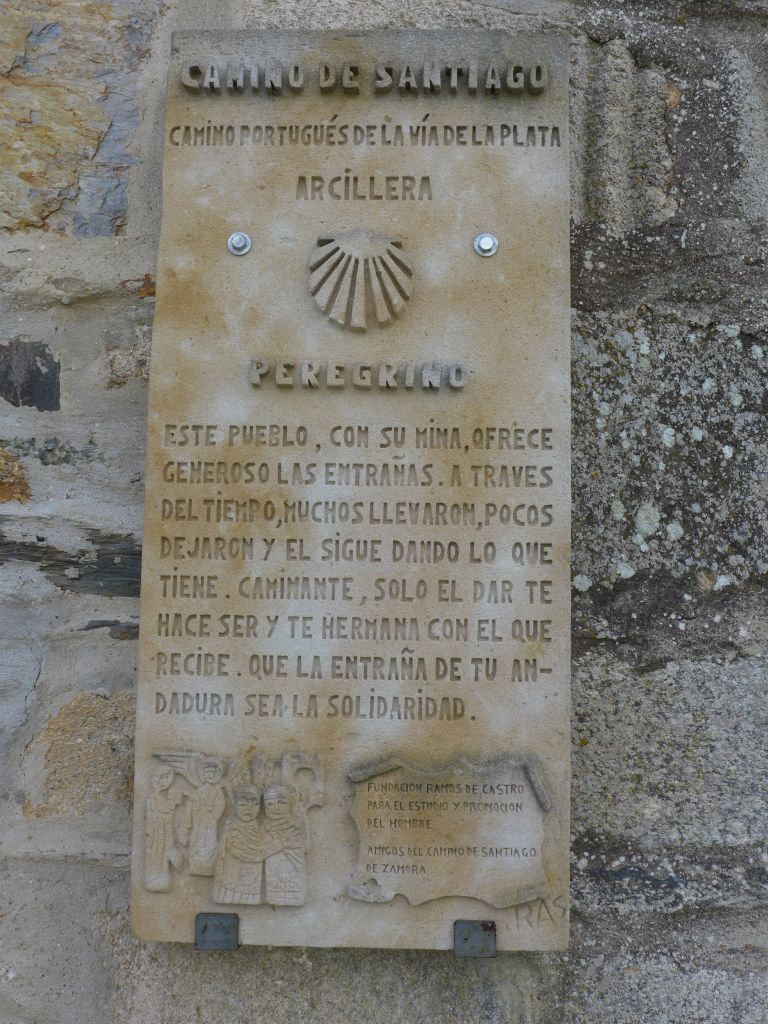 CAMINO DE SANTIAGO
CAMINO PORTUGUÉS DE LA VÍA DE LA PLATA
ARCILLERA
PEREGRINO
ESTE PUEBLO, CON SU MINA, OFRECE
GENEROSO LAS ENTRAÑAS. A TRAVES
DEL TIEMPO, MUCHOS LLEVARON, POCOS
DEJARON Y EL SIGUE DANDO LO QUE
TIENE. CAMINANTE, SOLO EL DAR TE
HACE SER Y TE HERMANA CON EL QUE
RECIBE. QUE LA ENTRAÑA DE TU AN-
DADURA SEA LA SOLIDARIDAD.
FUNDACION RAMOS DE CASTRO
PARA EL ESTUDIO Y PROMOCION
DEL HOMBRE
AMIGOS DEL CAMINO DE SANTIAGO
DE ZAMORA
RAS